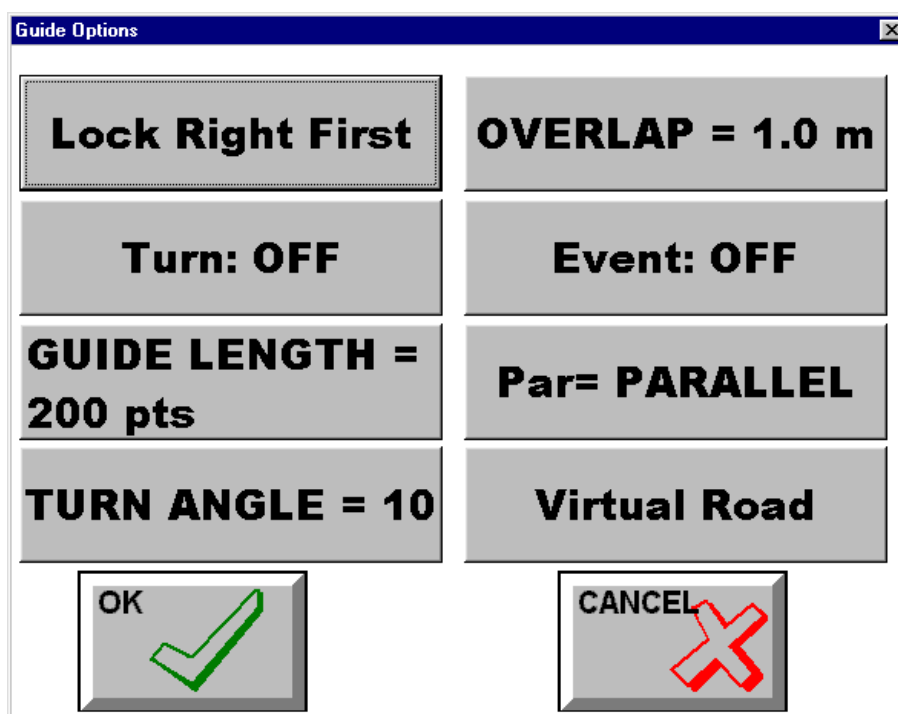 Guide Options
Lock Right First
OVERLAP = 1.0 m
Turn: OFF
Event: OFF
GUIDE LENGTH =
200 pts
Par= PARALLEL
TURN ANGLE = 10
Virtual Road
OK
CANCEL